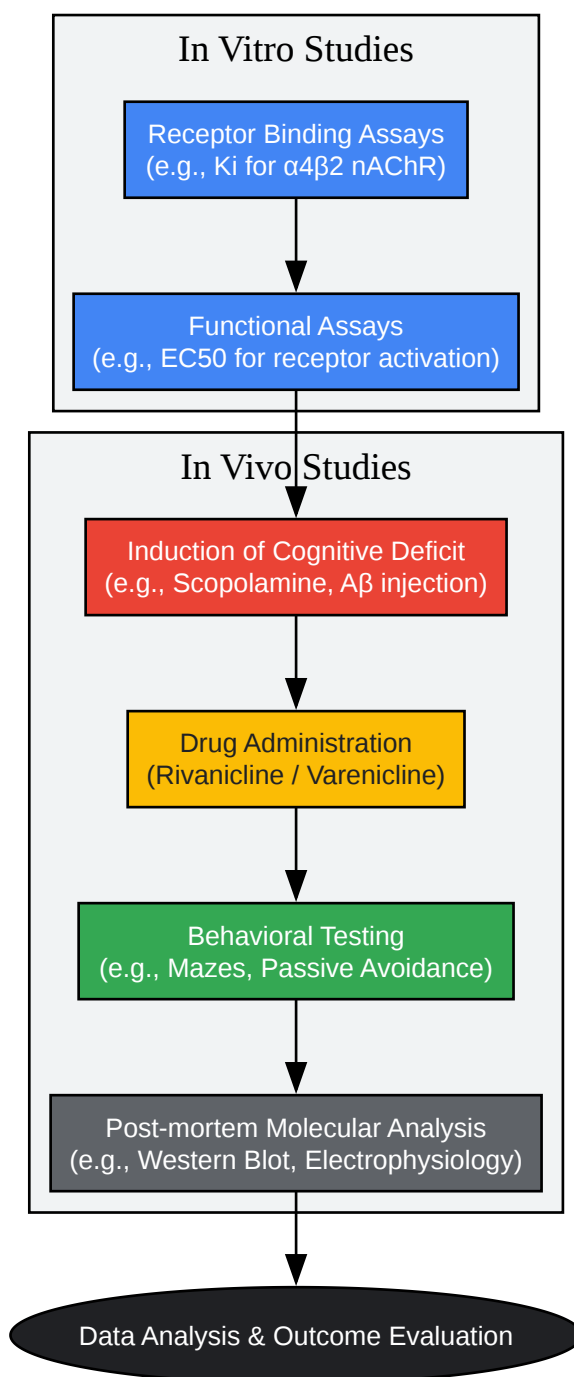 In Vitro Studies
Receptor Binding Assays
(e.g., Ki for α4β2 nAChR)
Functional Assays
(e.g., EC50 for receptor activation)
In Vivo Studies
Induction of Cognitive Deficit
(e.g., Scopolamine, Aβ injection)
Drug Administration
(Rivanicline / Varenicline)
Behavioral Testing
(e.g., Mazes, Passive Avoidance)
Post-mortem Molecular Analysis
(e.g., Western Blot, Electrophysiology)
Data Analysis & Outcome Evaluation